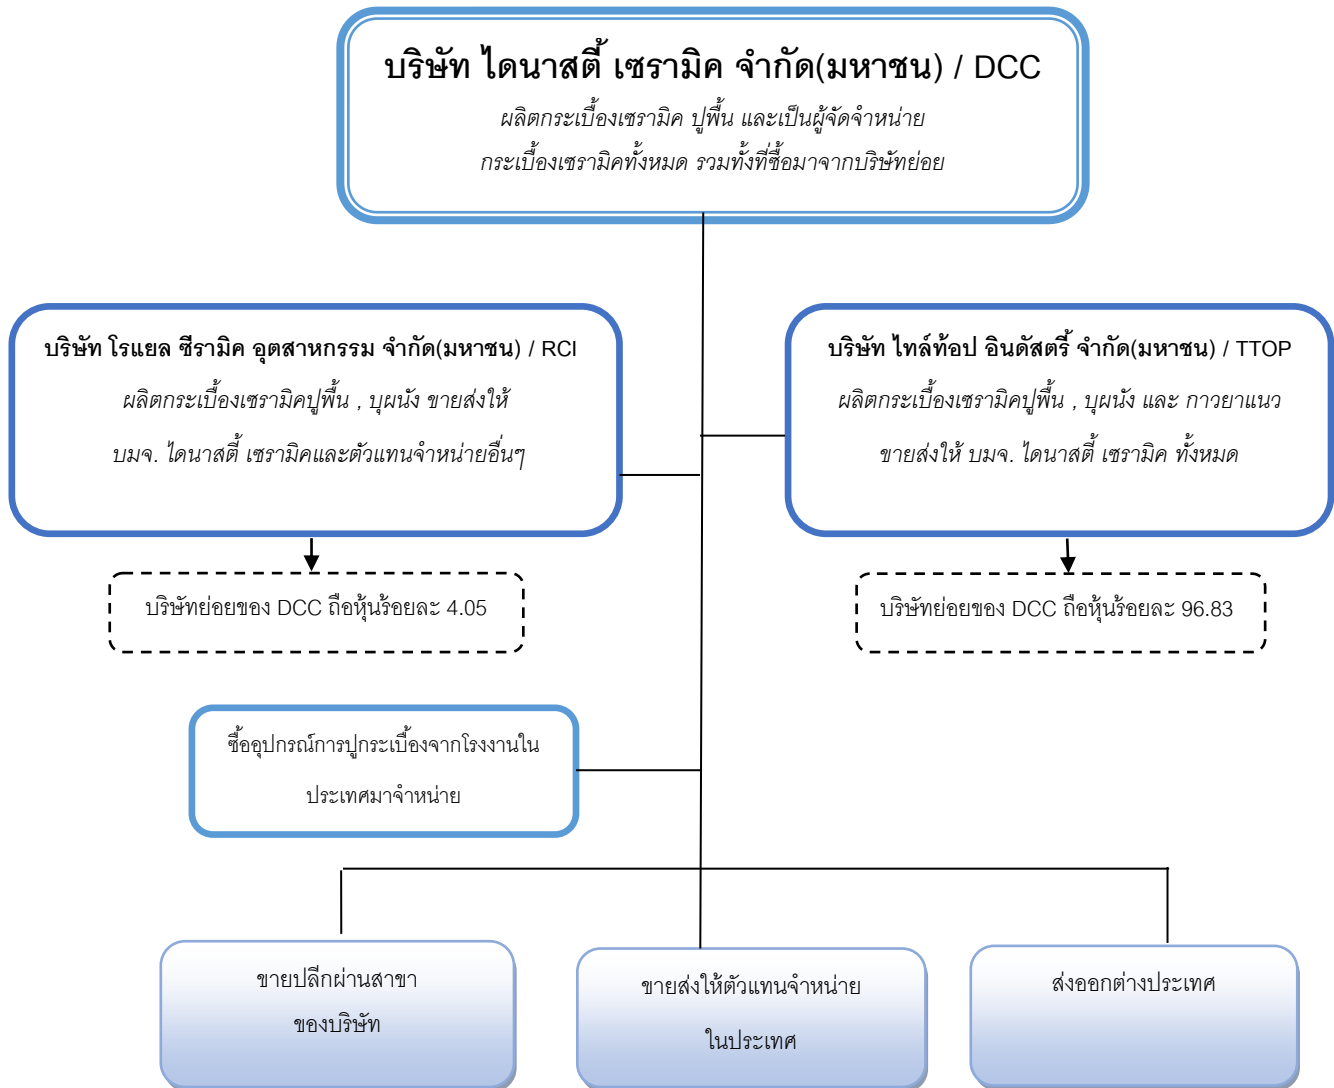 บริษัท ไดนาสตี้ เซรามิค จำกัด(มหาชน) / DCC
ผลิตกระเบื้องเซรามิค ปูพื้น และเป็นผู้จัดจำหน่าย
กระเบื้องเซรามิคทั้งหมด รวมทั้งที่ซื้อมาจากบริษัทย่อย
บริษัท โรแยล ซีรามิค อุตสาหกรรม จำกัด(มหาชน) / RCI
ผลิตกระเบื้องเซรามิคปูพื้น , บุผนัง ขายส่งให้
บมจ. ไดนาสตี้ เซรามิคและตัวแทนจำหน่ายอื่นๆ
บริษัท ไทล์ท้อป อินดัสตรี้ จำกัด(มหาชน) / TTOP
ผลิตกระเบื้องเซรามิคปูพื้น , บุผนัง และ กาวยาแนว
ขายส่งให้ บมจ. ไดนาสตี้ เซรามิค ทั้งหมด
บริษัทย่อยของ DCC ถือหุ้นร้อยละ 4.05
บริษัทย่อยของ DCC ถือหุ้นร้อยละ 96.83
ซื้ออุปกรณ์การปูกระเบื้องจากโรงงานใน
ประเทศมาจำหน่าย
ขายปลีกผ่านสาขา
ของบริษัท
ขายส่งให้ตัวแทนจำหน่าย
ในประเทศ
ส่งออกต่างประเทศ